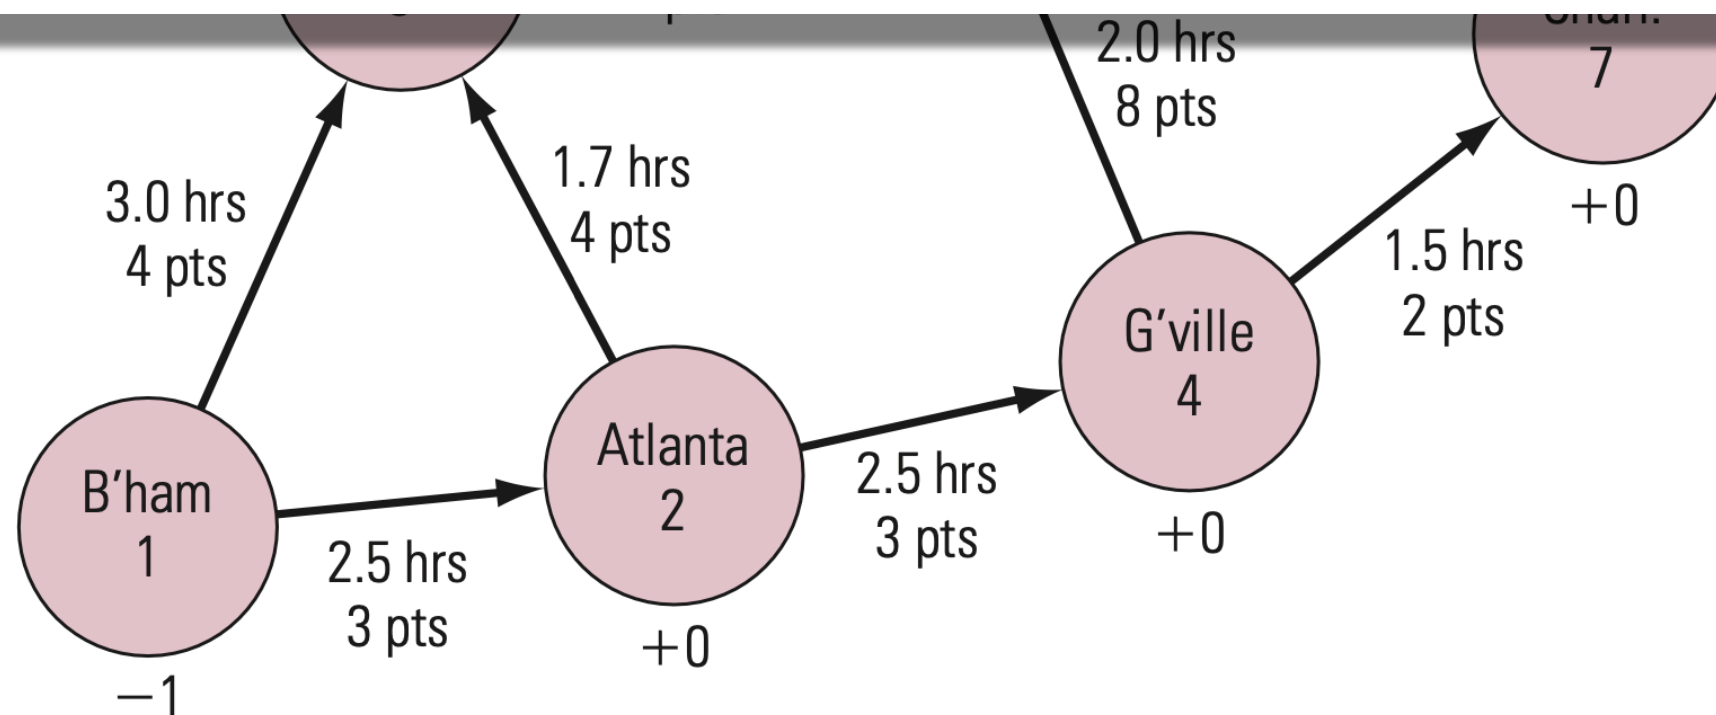 2.0 hrs
8 pts
7
+0
1.7 hrs
4 pts
3.0 hrs
4 pts
1.5 hrs
2 pts
G′ville
4
+0
Atlanta
2
+0
2.5 hrs
3 pts
B′ham
1
−1
2.5 hrs
3 pts